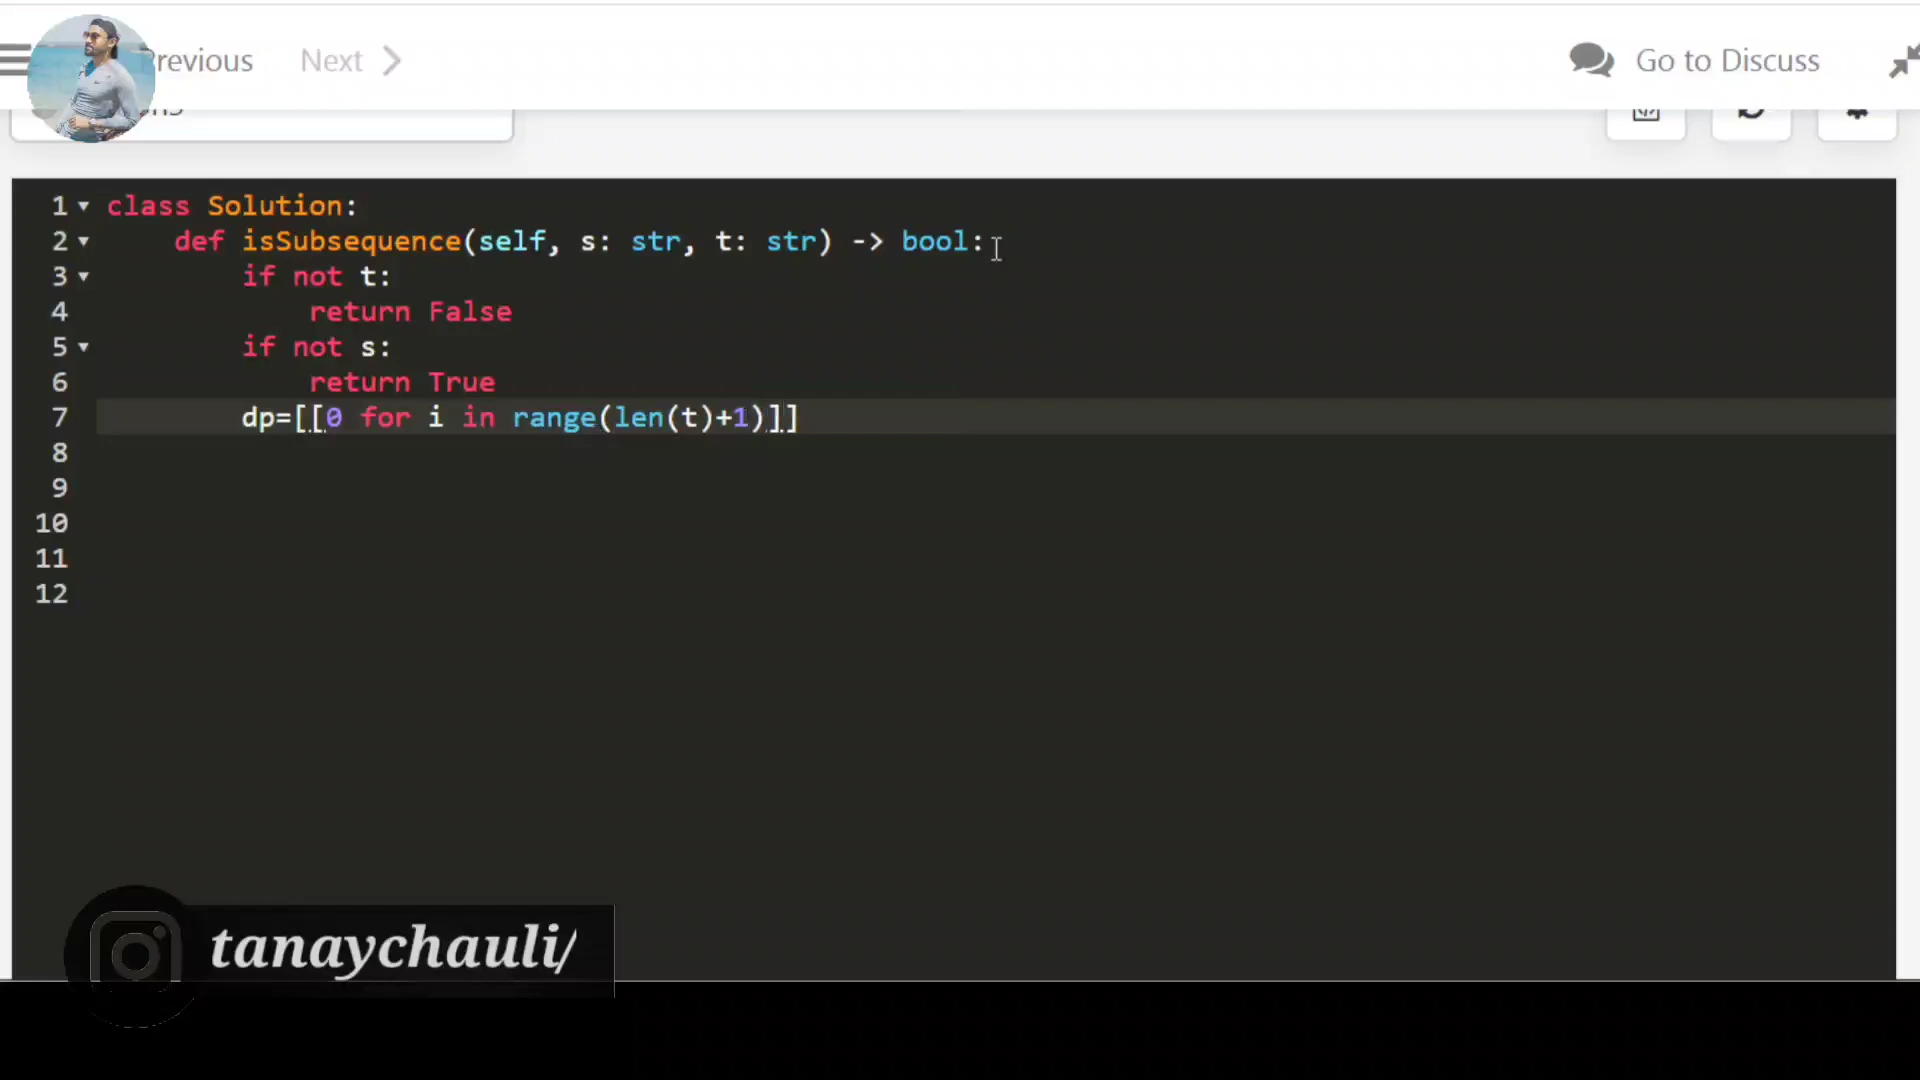 Previous Next
Go to Discuss
1 class Solution:
2 def isSubsequence(self, s: str, t: str) -> bool:
3 if not t:
4 return False
5 if not s:
6 return True
7 dp=[[0 for i in range(len(t)+1)]]
8
9
10
11
12
tanaychauli/